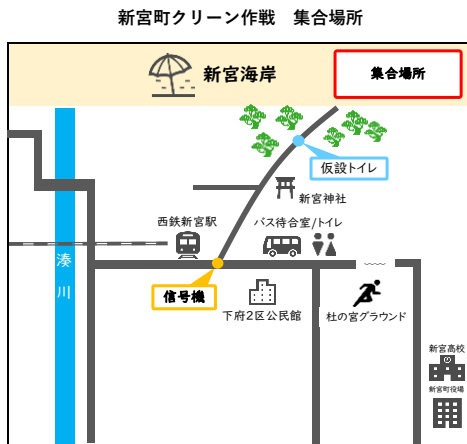 新宮町クリーン作戦　集合場所
新宮海岸
集合場所
仮設トイレ
新宮神社
西鉄新宮駅
バス待合室/トイレ
湊川
信号機
下府2区公民館
杜の宮グラウンド
新宮高校
新宮町役場